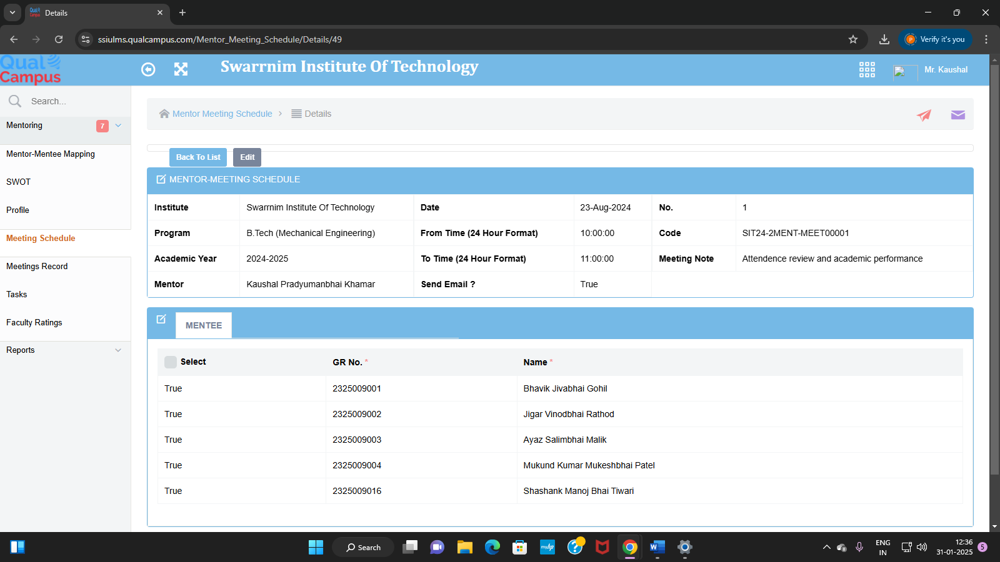 Details
ssiulms.qualcampus.com/Mentor_Meeting_Schedule/Details/49
Verify it's you
Qual
Campus
Swarrnim Institute Of Technology
Mr. Kaushal
Search...
Mentoring 7
Mentor-Mentee Mapping
SWOT
Profile
Meeting Schedule
Meetings Record
Tasks
Faculty Ratings
Reports
Mentor Meeting Schedule > Details
Back To List Edit
MENTOR-MEETING SCHEDULE
Institute Swarrnim Institute Of Technology Date 23-Aug-2024 No. 1
Program B.Tech (Mechanical Engineering) From Time (24 Hour Format) 10:00:00 Code SIT24-2MENT-MEET00001
Academic Year 2024-2025 To Time (24 Hour Format) 11:00:00 Meeting Note Attendence review and academic performance
Mentor Kaushal Pradyumanbhai Khamar Send Email ? True
MENTEE
Select GR No. * Name *
True 2325009001 Bhavik Jivabhai Gohil
True 2325009002 Jigar Vinodbhai Rathod
True 2325009003 Ayaz Salimbhai Malik
True 2325009004 Mukund Kumar Mukeshbhai Patel
True 2325009016 Shashank Manoj Bhai Tiwari
Search
myhp
ENG
IN
12:36
31-01-2025
5